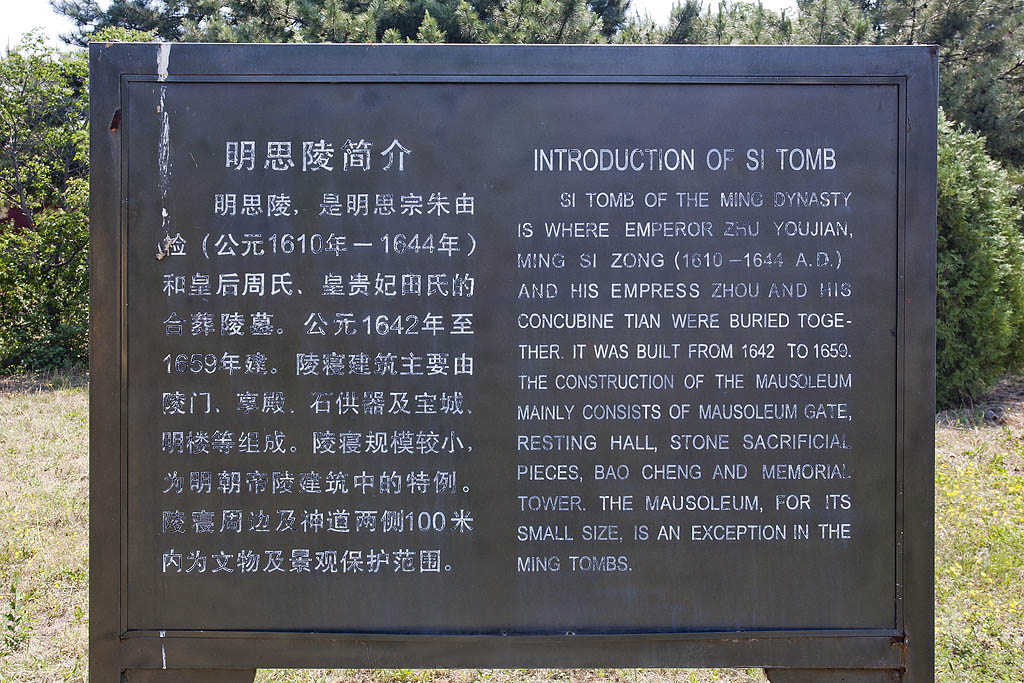 明思陵简介
明思陵，是明思宗朱由
检（公元1610年－1644年）
和皇后周氏、皇贵妃田氏的
合葬陵墓。公元1642年至
1659年建。陵寝建筑主要由
陵门、享殿、石供器及宝城、
明楼等组成。陵寝规模较小，
为明朝帝陵建筑中的特例。
陵寝周边及神道两侧100米
内为文物及景观保护范围。
INTRODUCTION OF SI TOMB
SI TOMB OF THE MING DYNASTY
IS WHERE EMPEROR ZHU YOUJIAN,
MING SI ZONG (1610－1644 A.D.)
AND HIS EMPRESS ZHOU AND HIS
CONCUBINE TIAN WERE BURIED TOGE-
THER. IT WAS BUILT FROM 1642 TO 1659.
THE CONSTRUCTION OF THE MAUSOLEUM
MAINLY CONSISTS OF MAUSOLEUM GATE,
RESTING HALL, STONE SACRIFICIAL
PIECES, BAO CHENG AND MEMORIAL
TOWER. THE MAUSOLEUM, FOR ITS
SMALL SIZE, IS AN EXCEPTION IN THE
MING TOMBS.